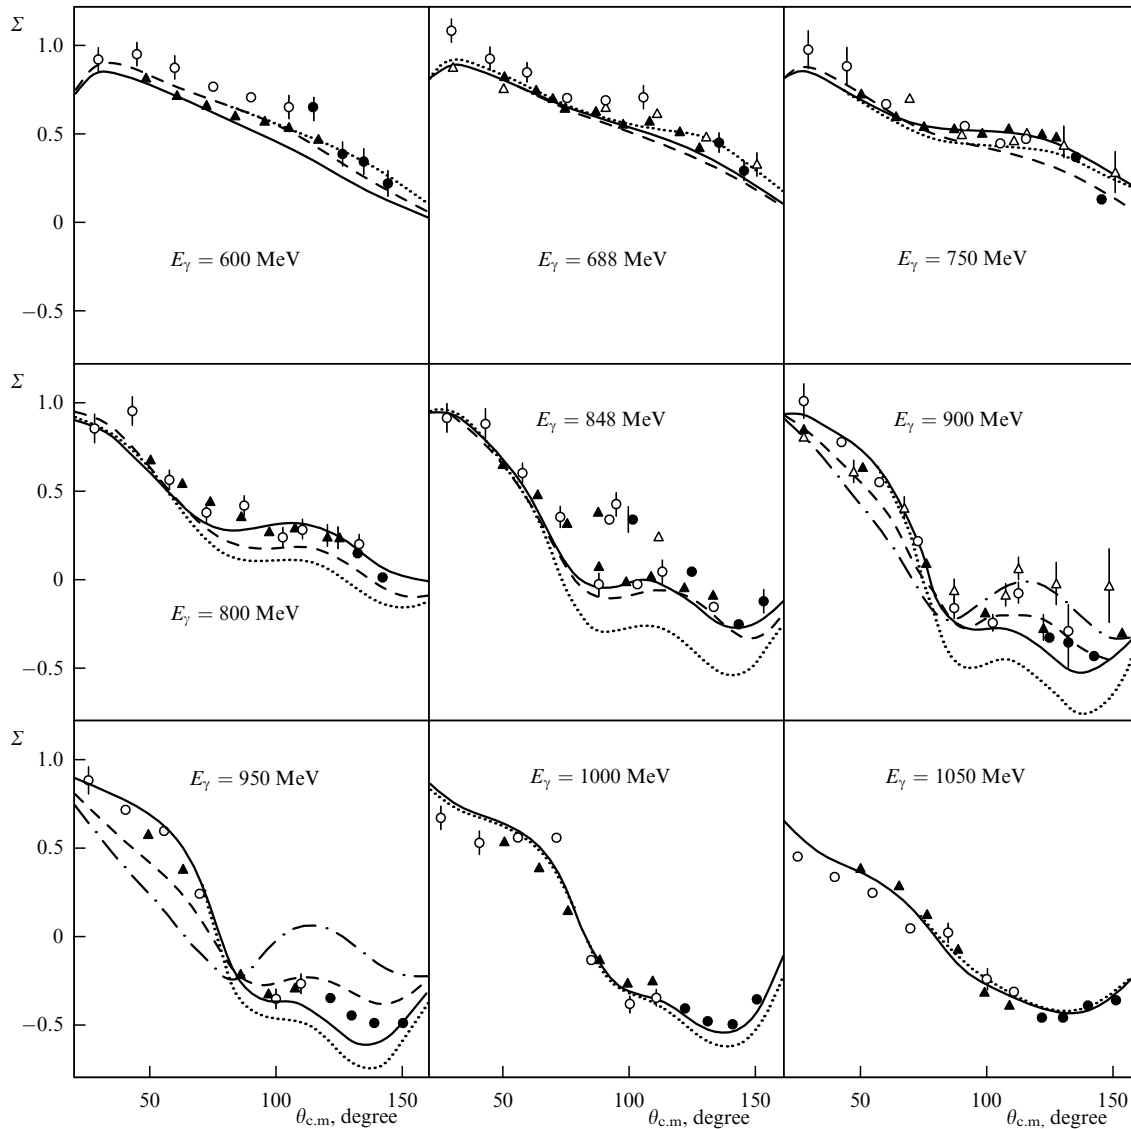 Σ
1.0
0.5
0
−0.5
E_γ = 600 MeV
E_γ = 688 MeV
E_γ = 750 MeV
Σ
1.0
0.5
0
−0.5
E_γ = 800 MeV
E_γ = 848 MeV
E_γ = 900 MeV
Σ
1.0
0.5
0
−0.5
E_γ = 950 MeV
E_γ = 1000 MeV
E_γ = 1050 MeV
50 100 150
50 100 150
50 100 150
θ_c.m, degree
θ_c.m, degree
θ_c.m, degree